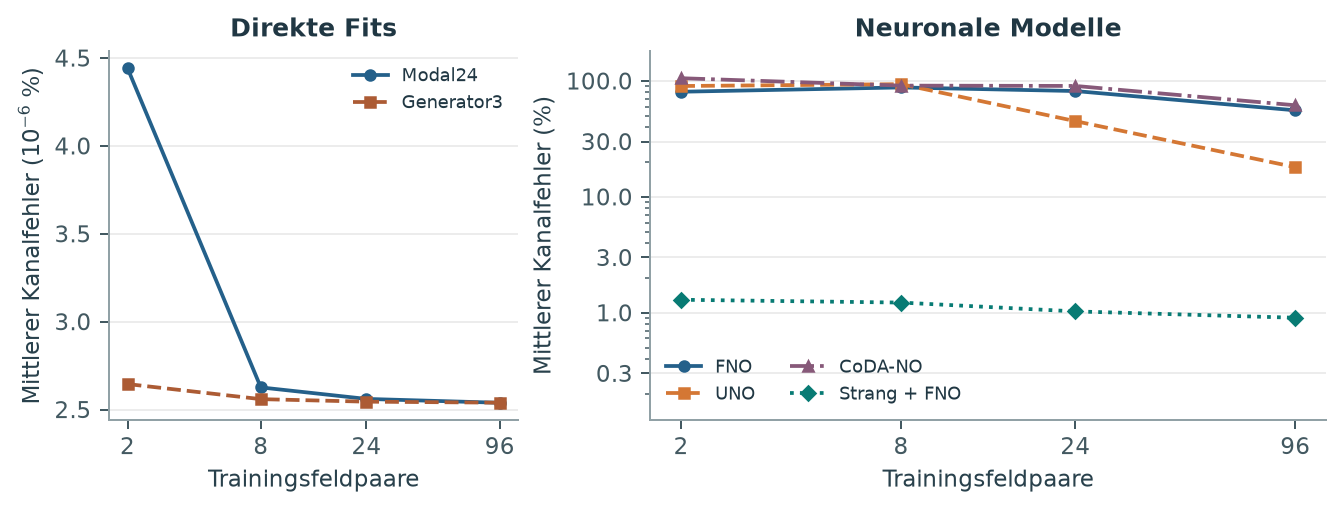 Direkte Fits
Mittlerer Kanalfehler (10⁻⁶ %)
4.5
4.0
3.5
3.0
2.5
Modal24
Generator3
2 8 24 96
Trainingsfeldpaare
Neuronale Modelle
Mittlerer Kanalfehler (%)
100.0
30.0
10.0
3.0
1.0
0.3
FNO CoDA-NO
UNO Strang + FNO
2 8 24 96
Trainingsfeldpaare